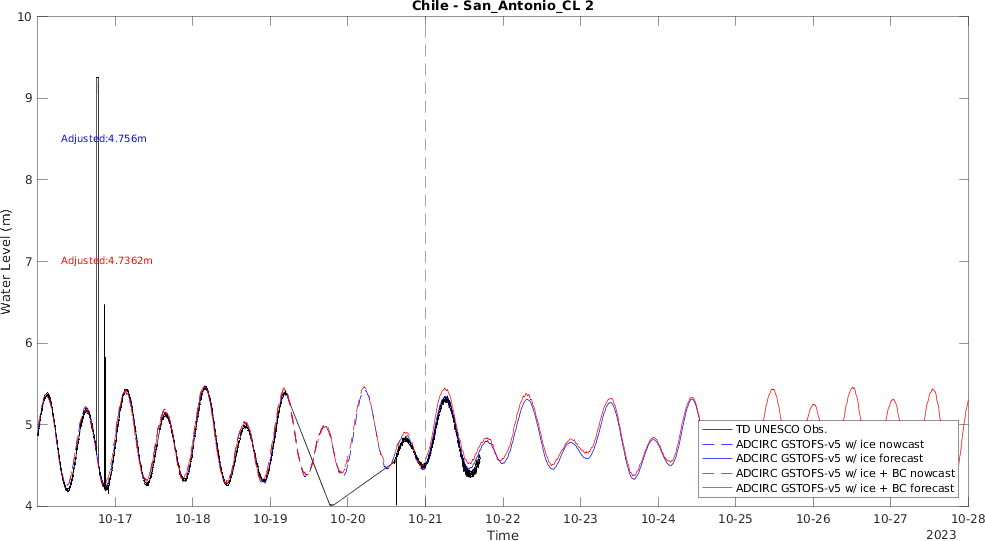 Chile - San_Antonio_CL 2
10
9
8
7
6
5
4
Water Level (m)
Adjusted:4.756m
Adjusted:4.7362m
TD UNESCO Obs.
ADCIRC GSTOFS-v5 w/ ice nowcast
ADCIRC GSTOFS-v5 w/ ice forecast
ADCIRC GSTOFS-v5 w/ ice + BC nowcast
ADCIRC GSTOFS-v5 w/ ice + BC forecast
10-17 10-18 10-19 10-20 10-21 10-22 10-23 10-24 10-25 10-26 10-27 10-28
Time
2023